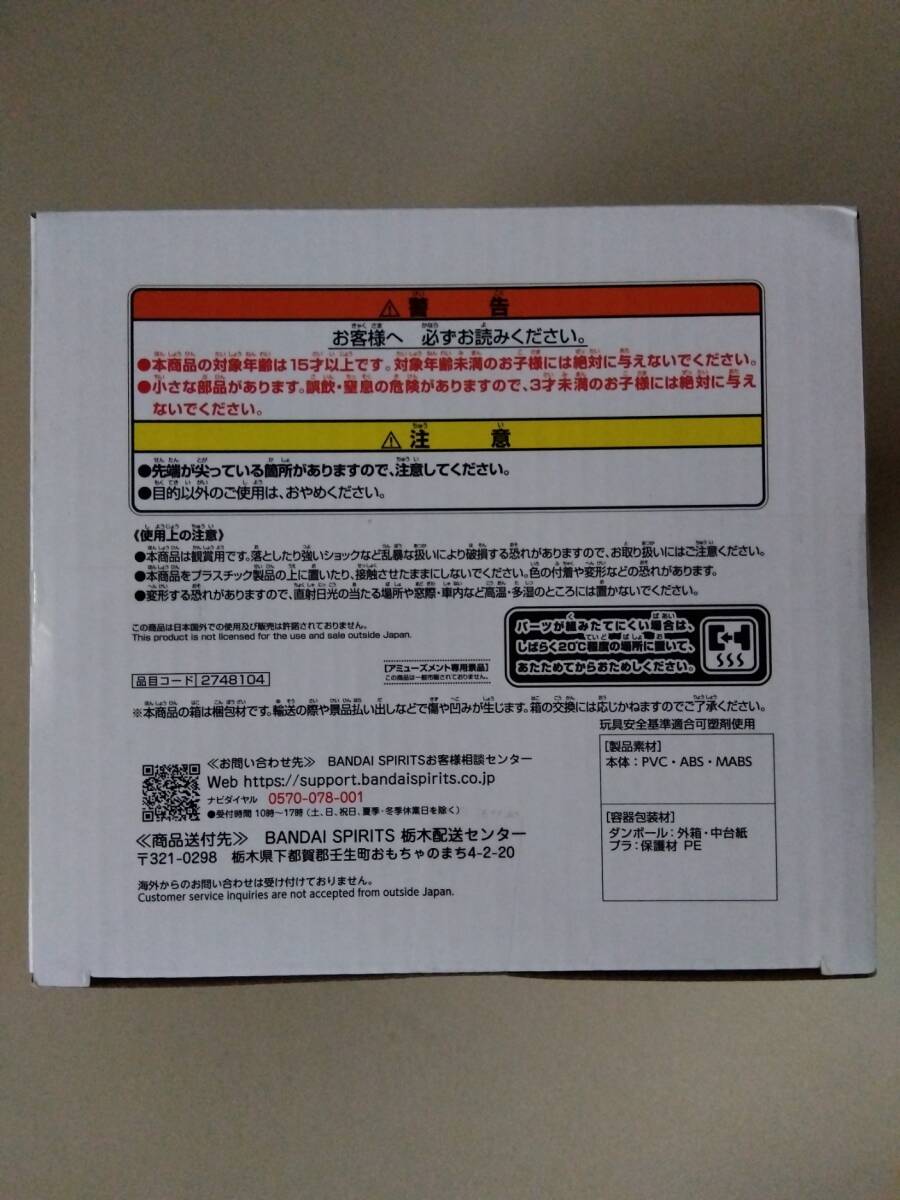 ⚠警告
お客様へ 必ずお読みください。
●本商品の対象年齢は15才以上です。対象年齢未満のお子様には絶対に与えないでください。
●小さな部品があります。誤飲・窒息の危険がありますので、3才未満のお子様には絶対に与え
ないでください。
⚠注意
●先端が尖っている箇所がありますので、注意してください。
●目的以外のご使用は、おやめください。
《使用上の注意》
●本商品は観賞用です。落としたり強いショックなど乱暴な扱いにより破損する恐れがありますので、お取り扱いにはご注意ください。
●本商品をプラスチック製品の上に置いたり、接触させたままにしないでください。色の付着や変形などの恐れがあります。
●変形する恐れがありますので、直射日光の当たる場所や窓際・車内など高温・多湿のところには置かないでください。
この商品は日本国外での使用及び販売は許諾されておりません。
This product is not licensed for the use and sale outside Japan.
パーツが組みたてにくい場合は、
しばらく20℃程度の場所に置いて、
あたためてからおためしください。
品目コード 2748104
【アミューズメント専用景品】
この商品は一般市販されておりません。
※本商品の箱は梱包材です。輸送の際や景品払い出しなどで傷や凹みが生じます。箱の交換には応じかねますのでご了承ください。
玩具安全基準適合可塑剤使用
≪お問い合わせ先≫ BANDAI SPIRITSお客様相談センター
Web https://support.bandaispirits.co.jp
ナビダイヤル 0570-078-001
●受付時間 10時～17時(土、日、祝日、夏季・冬季休業日を除く)
≪商品送付先≫ BANDAI SPIRITS 栃木配送センター
〒321-0298 栃木県下都賀郡壬生町おもちゃのまち4-2-20
海外からのお問い合わせは受け付けておりません。
Customer service inquiries are not accepted from outside Japan.
[製品素材]
本体：PVC・ABS・MABS
[容器包装材]
ダンボール：外箱・中台紙
プラ：保護材 PE